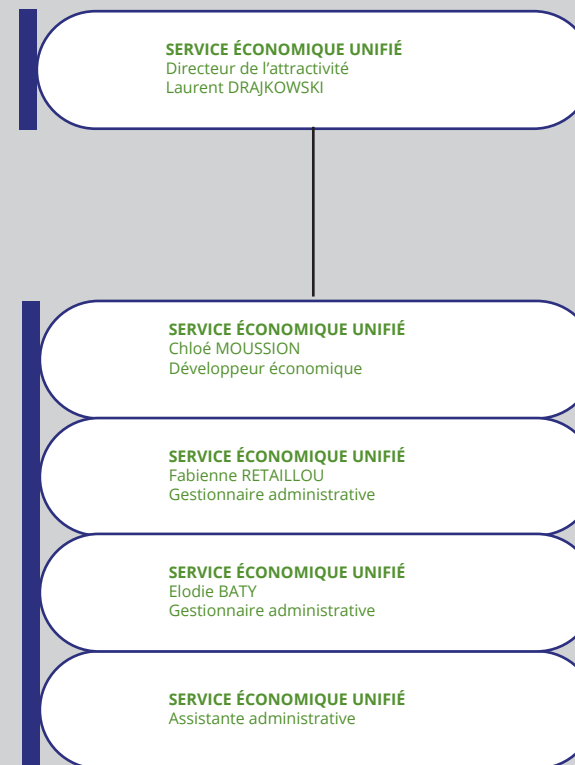 SERVICE ÉCONOMIQUE UNIFIÉ
Directeur de l'attractivité
Laurent DRAJKOWSKI
SERVICE ÉCONOMIQUE UNIFIÉ
Chloé MOUSSION
Développeur économique
SERVICE ÉCONOMIQUE UNIFIÉ
Fabienne RETAILLOU
Gestionnaire administrative
SERVICE ÉCONOMIQUE UNIFIÉ
Elodie BATY
Gestionnaire administrative
SERVICE ÉCONOMIQUE UNIFIÉ
Assistante administrative